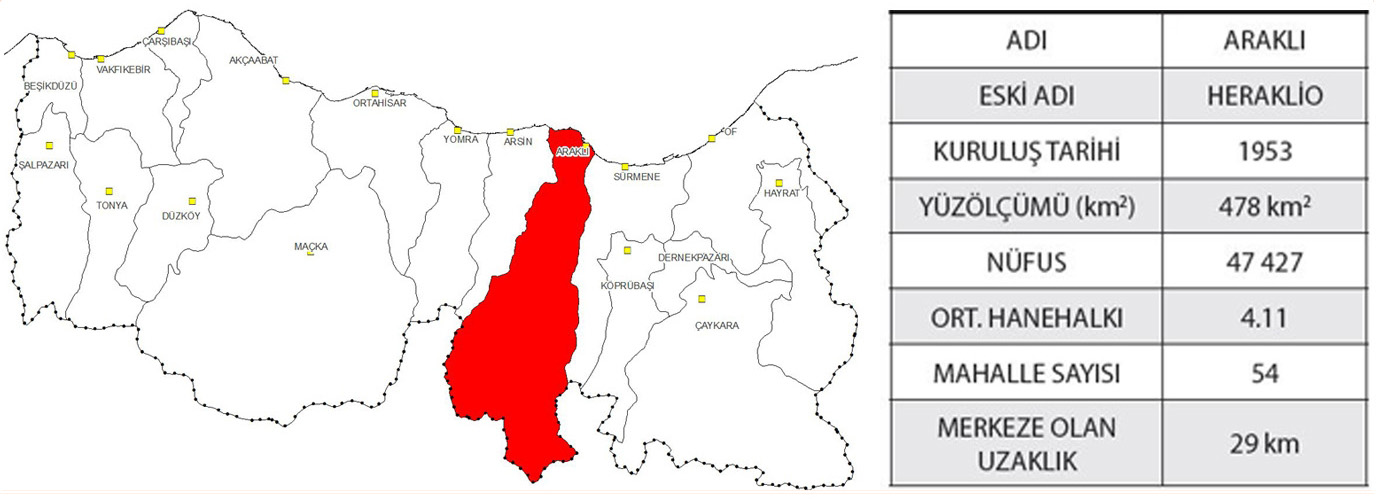 ÇARŞIBAŞI
VAKFIKEBİR
BEŞİKDÜZÜ
AKÇAABAT
ORTAHİSAR
YOMRA
ARSİN
ARAKLI
OF
SÜRMENE
ŞALPAZARI
TONYA
DÜZKÖY
HAYRAT
MAÇKA
DERNEKPAZARI
KÖPRÜBAŞI
ÇAYKARA
ADI ARAKLI
ESKİ ADI HERAKLİO
KURULUŞ TARİHİ 1953
YÜZÖLÇÜMÜ (km²) 478 km²
NÜFUS 47 427
ORT. HANEHALKI 4.11
MAHALLE SAYISI 54
MERKEZE OLAN
UZAKLIK 29 km